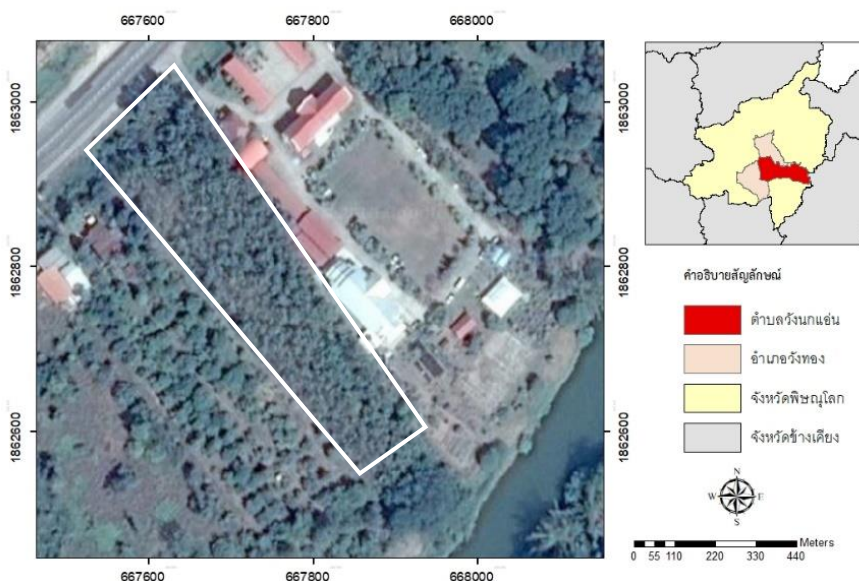 667600
667800
668000
1863000
1862800
1862600
1863000
1862800
1862600
667600
667800
668000
คำอธิบายสัญลักษณ์
ตำบลวังนกแอ่น
อำเภอวังทอง
จังหวัดพิษณุโลก
จังหวัดข้างเคียง
N
W E
S
Meters
0 55 110 220 330 440